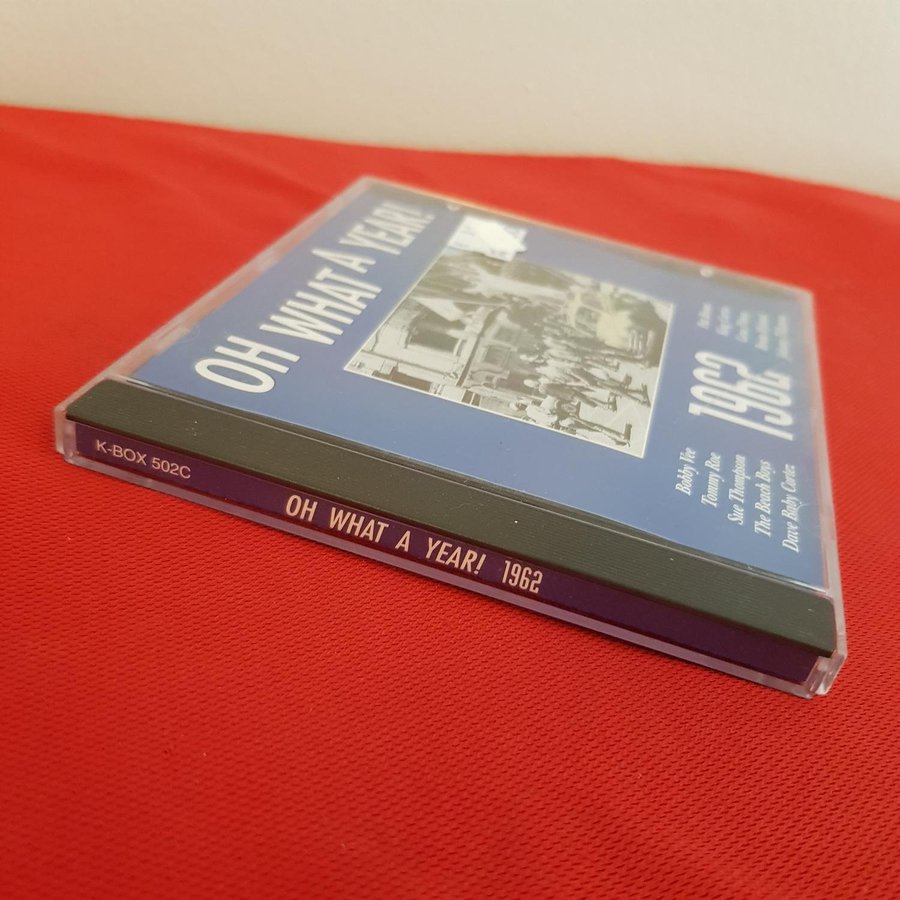 OH WHAT A YEAR!
1962
Bobby Vee
Tommy Roe
Sue Thompson
The Beach Boys
Dave Baby Cortez
K-BOX 502C
OH WHAT A YEAR! 1962